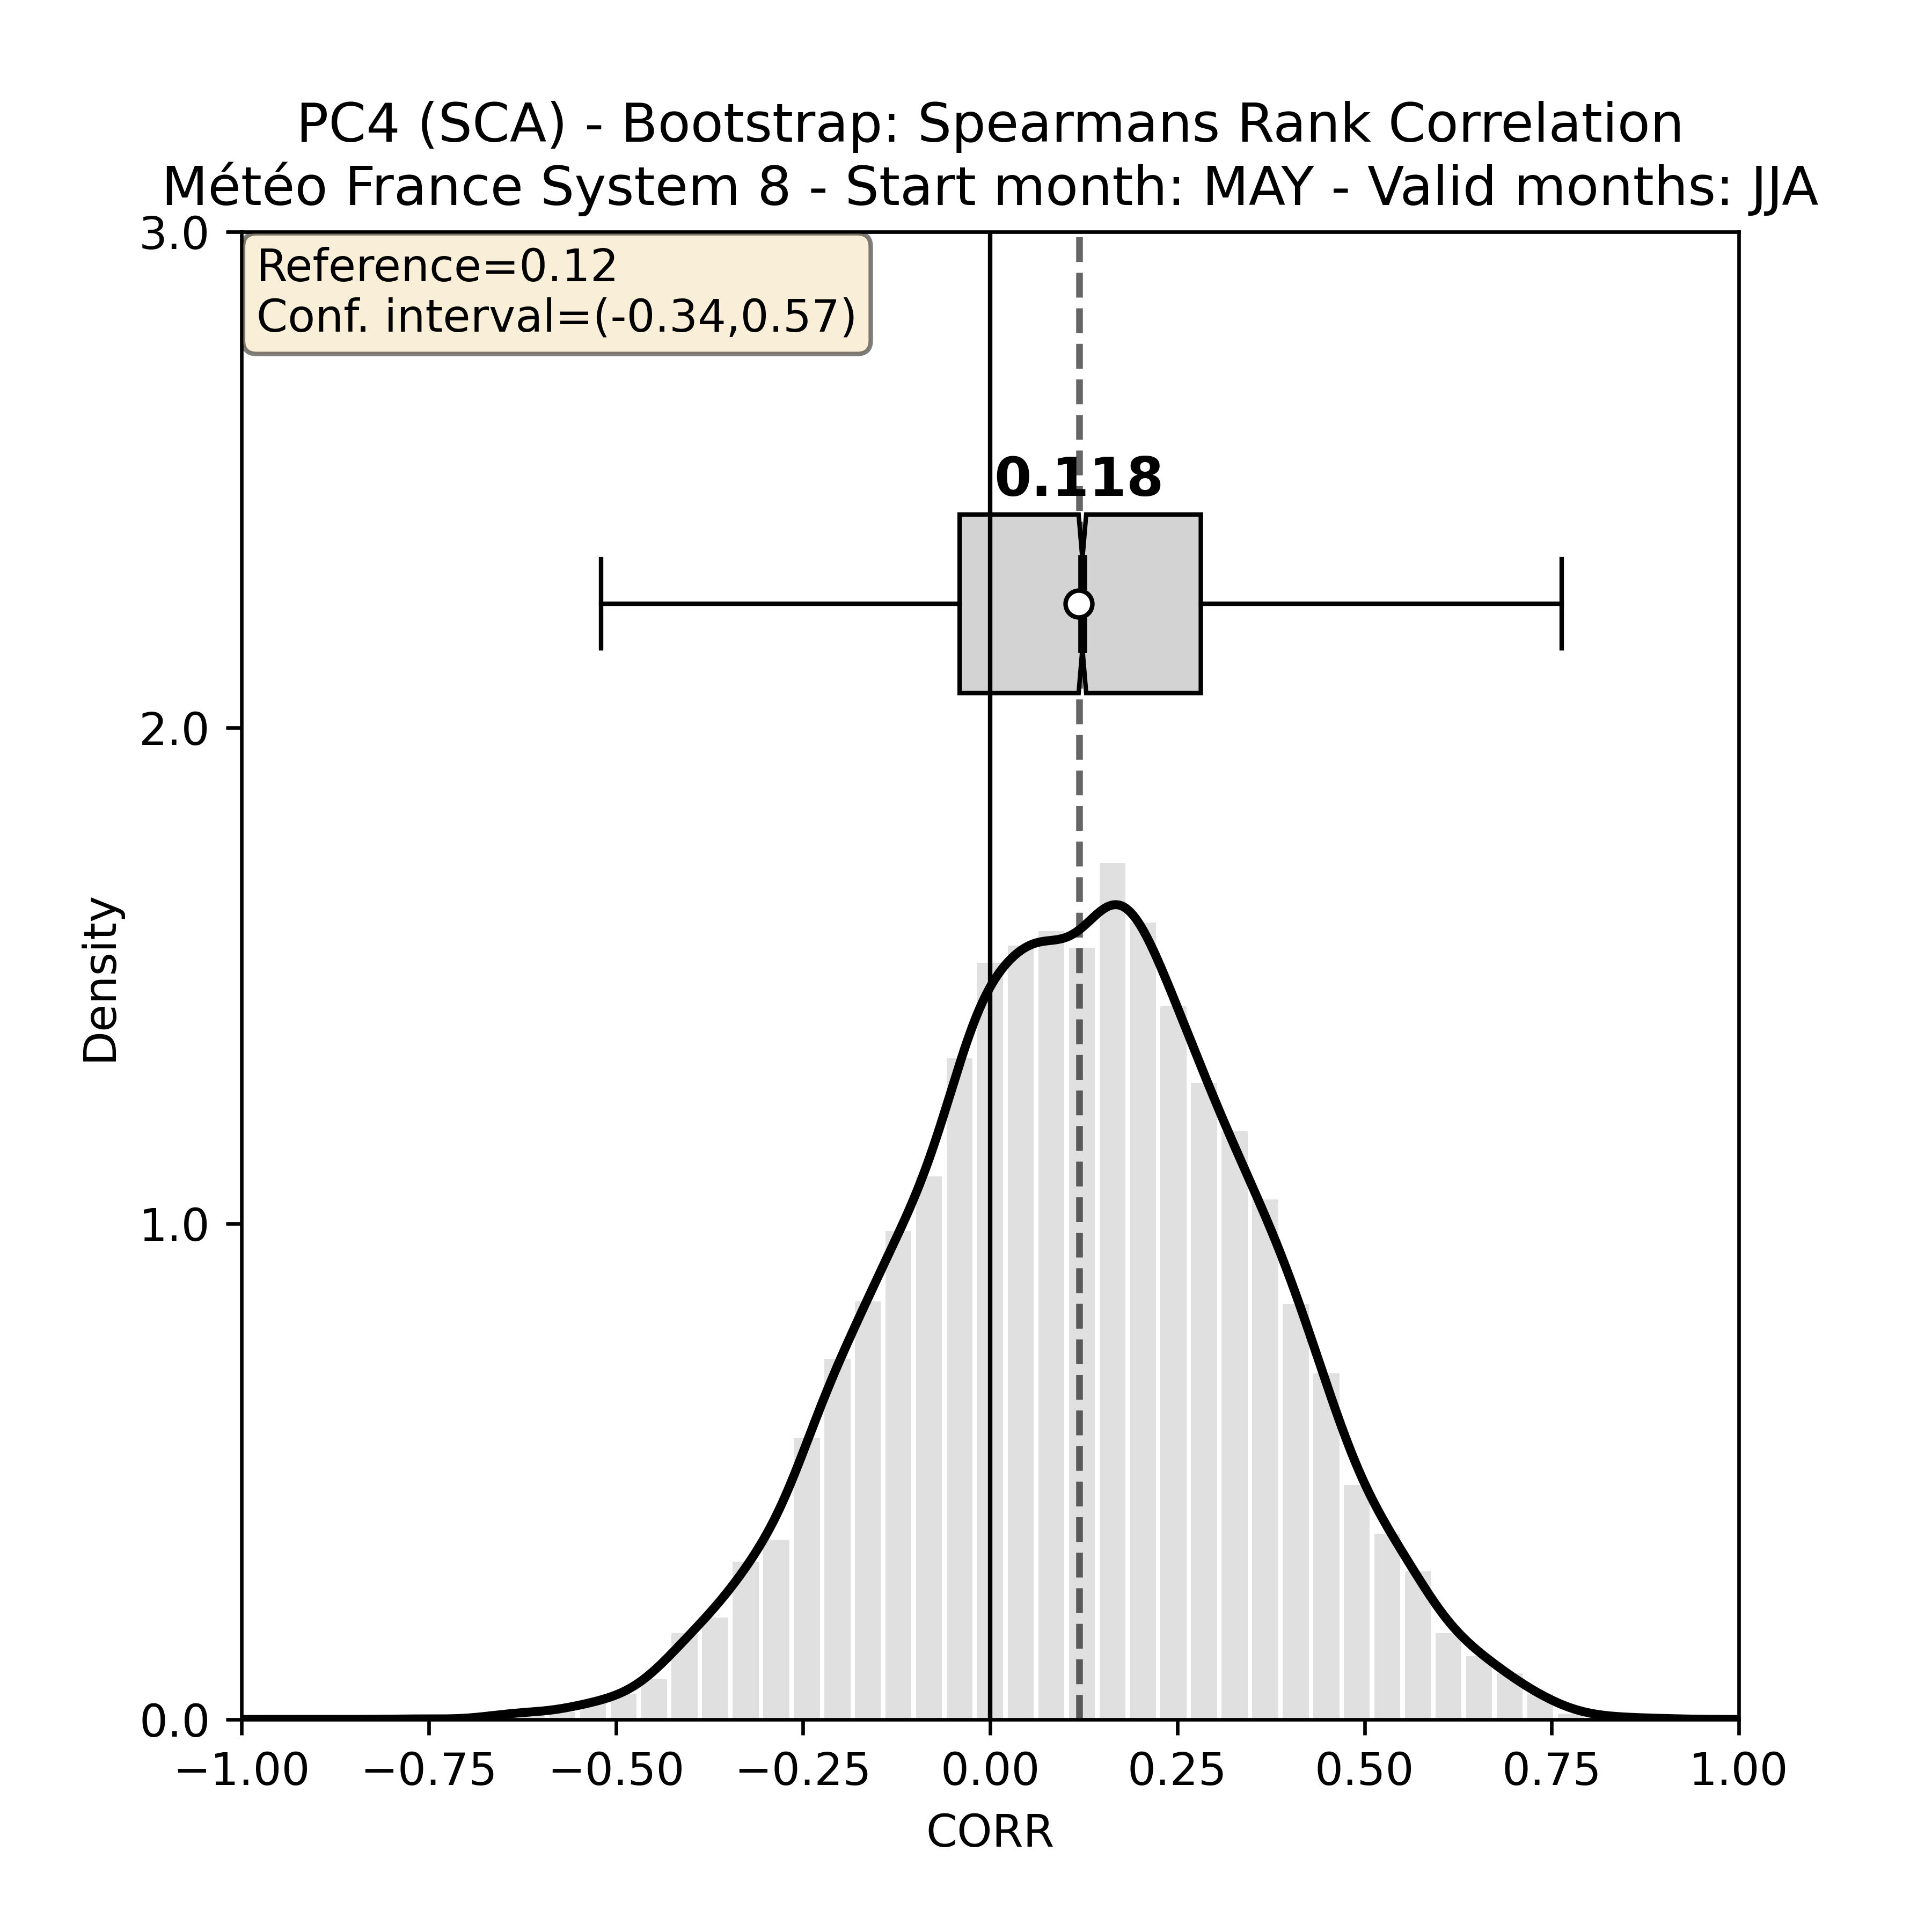 PC4 (SCA) - Bootstrap: Spearmans Rank Correlation
Météo France System 8 - Start month: MAY - Valid months: JJA
3.0
Reference=0.12
Conf. interval=(-0.34,0.57)
0.118
2.0
Density
1.0
0.0
−1.00 −0.75 −0.50 −0.25 0.00 0.25 0.50 0.75 1.00
CORR